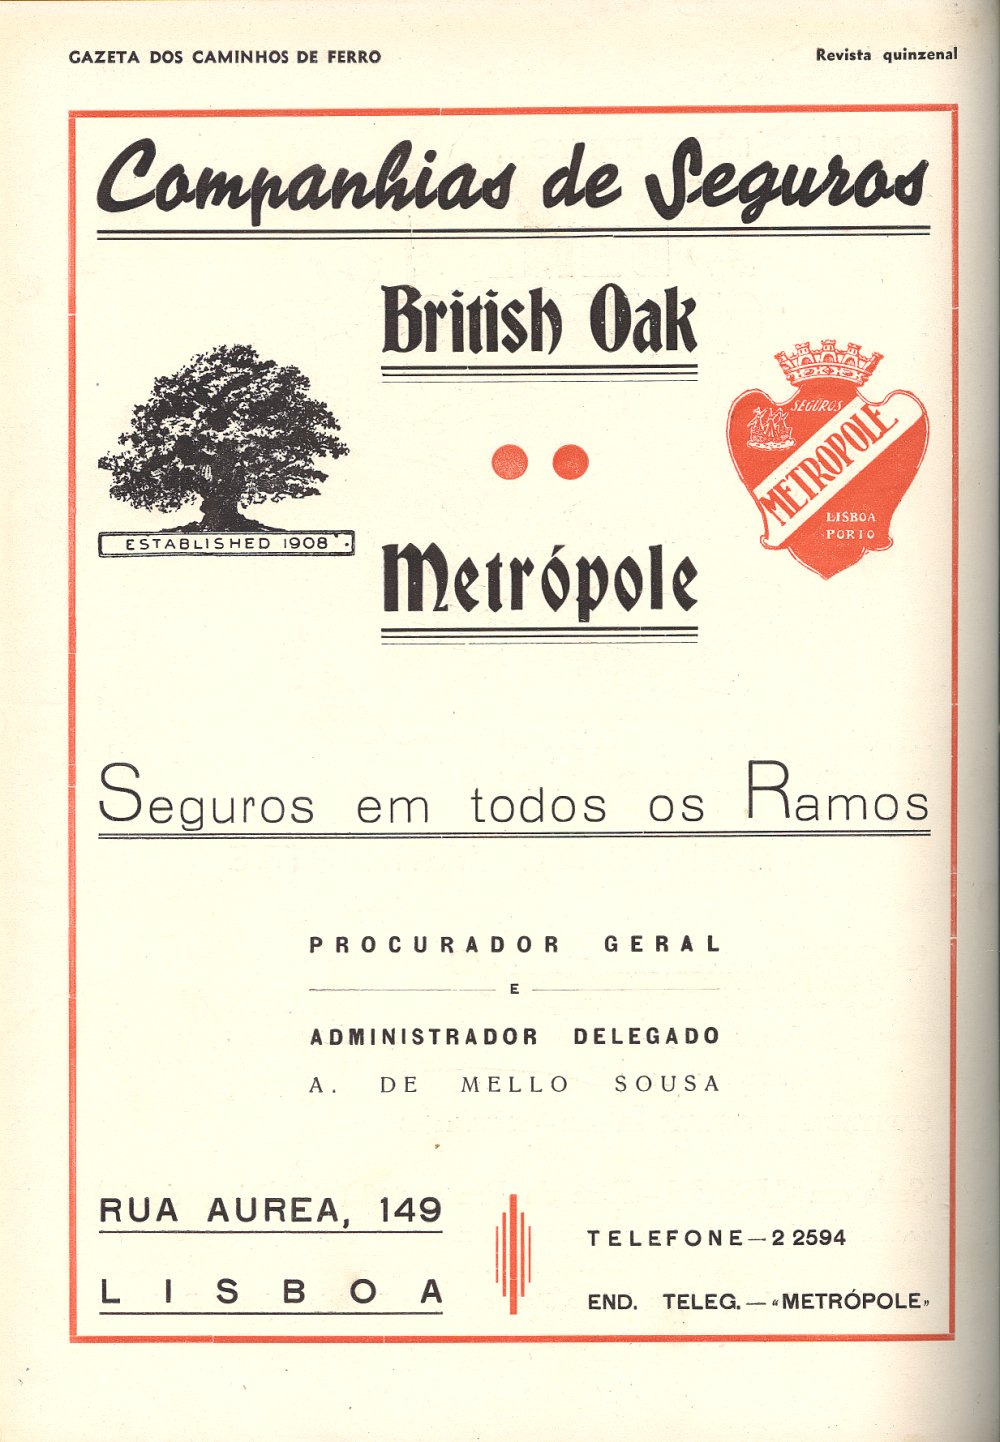 GAZETA DOS CAMINHOS DE FERRO
Revista quinzenal
Companhias de Seguros
British Oak
ESTABLISHED 1908
SEGUROS
METROPOLE
LISBOA
PORTO
Metrópole
Seguros em todos os Ramos
PROCURADOR GERAL
E
ADMINISTRADOR DELEGADO
A. DE MELLO SOUSA
RUA AUREA, 149
LISBOA
TELEFONE—2 2594
END. TELEG.—«METRÓPOLE»